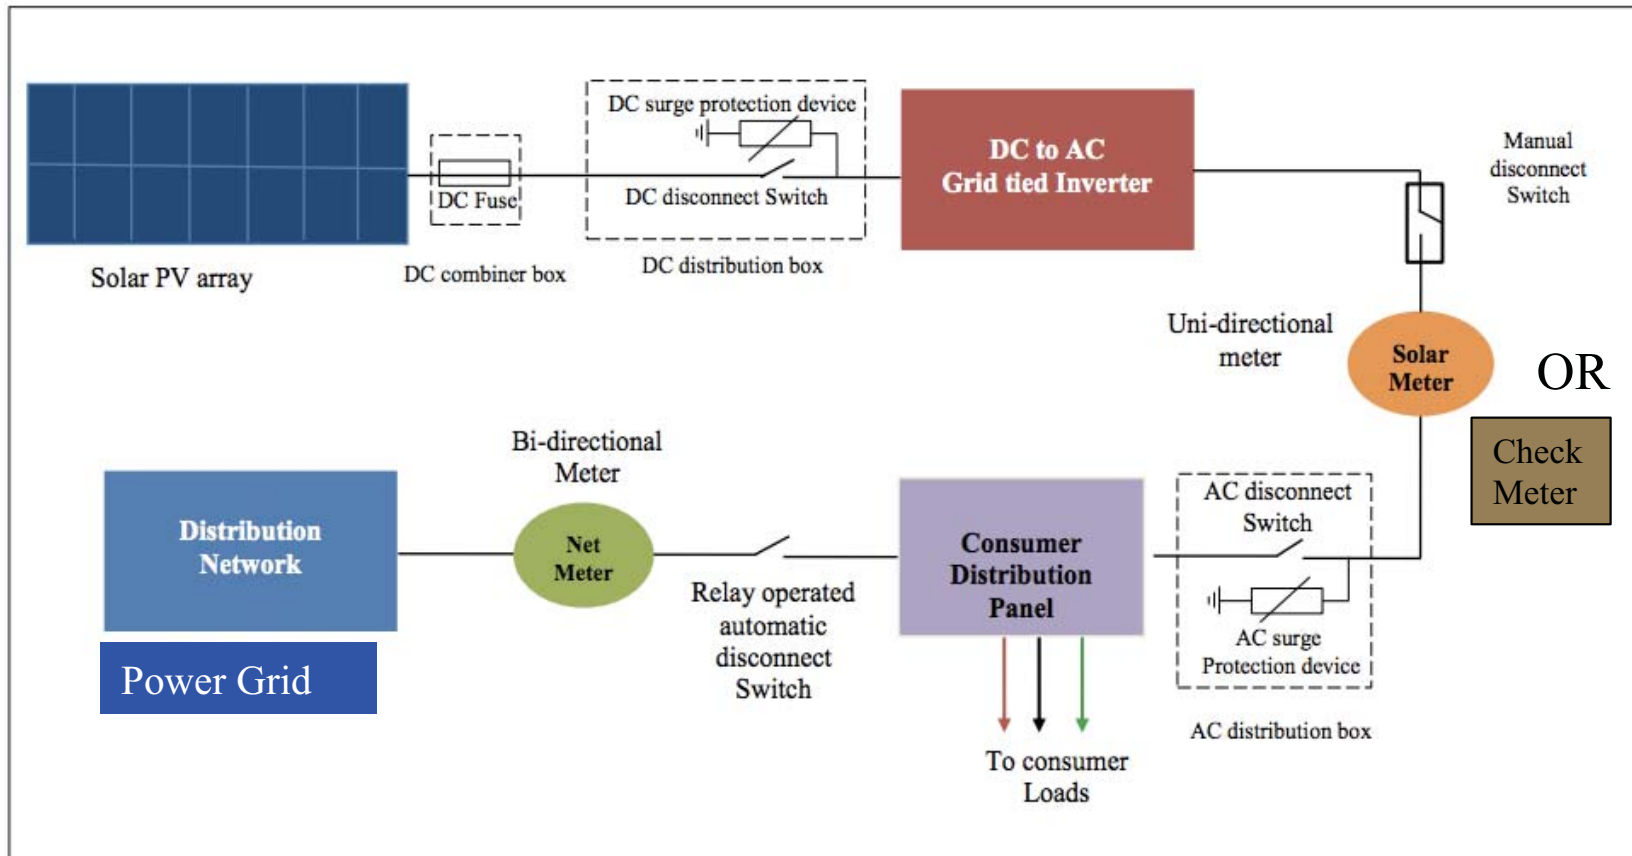 DC surge protection device
DC Fuse
DC disconnect Switch
DC to AC
Grid tied Inverter
Manual
disconnect
Switch
Solar PV array
DC combiner box
DC distribution box
Uni-directional
meter
Solar
Meter
OR
Check
Meter
Bi-directional
Meter
Distribution
Network
Net
Meter
Consumer
Distribution
Panel
AC disconnect
Switch
Relay operated
automatic
disconnect
Switch
AC surge
Protection device
Power Grid
AC distribution box
To consumer
Loads